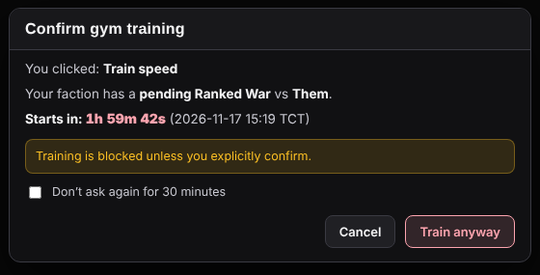 Confirm gym training
You clicked: Train speed
Your faction has a pending Ranked War vs Them.
Starts in: 1h 59m 42s (2026-11-17 15:19 TCT)
Training is blocked unless you explicitly confirm.
Don't ask again for 30 minutes
Cancel
Train anyway